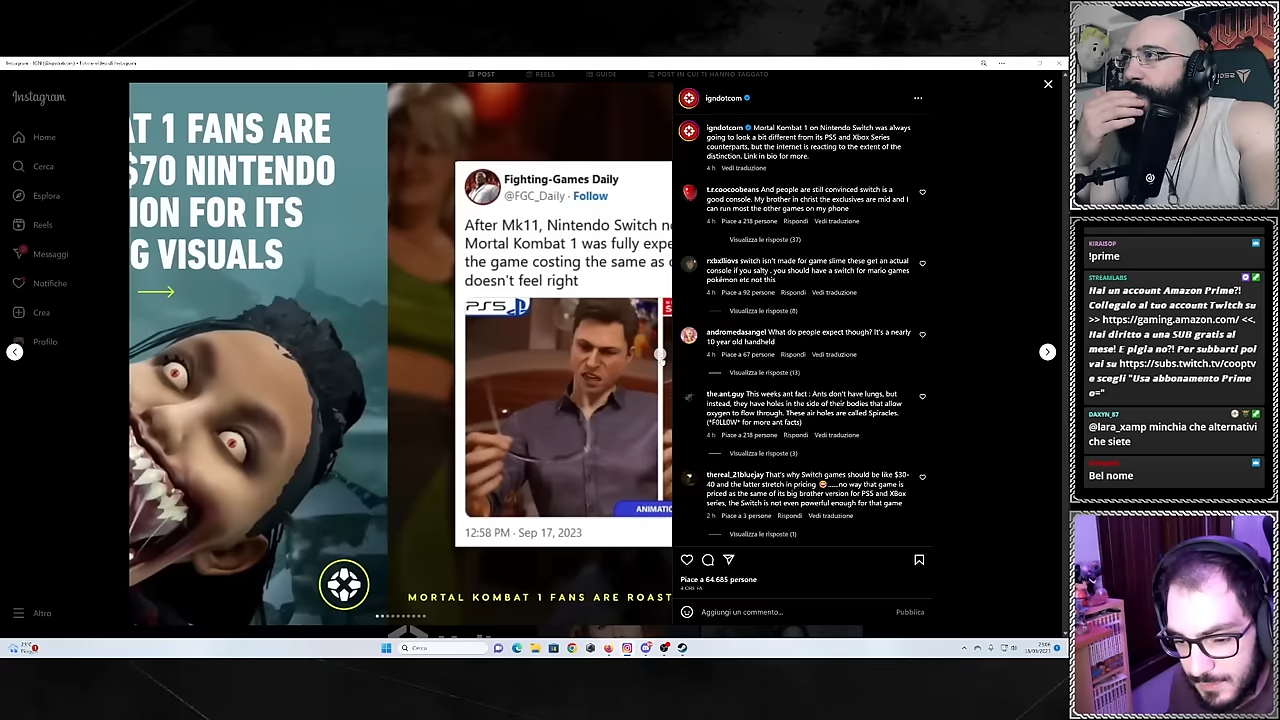 POST
REELS
GUIDE
POST IN CUI TI HANNO TAGGATO
Instagram
Home
Cerca
Esplora
Reels
Messaggi
Notifiche
Crea
Profilo
Altro
AT 1 FANS ARE
$70 NINTENDO
ION FOR ITS
G VISUALS
Fighting-Games Daily
@FGC_Daily · Follow
After Mk11, Nintendo Switch n
Mortal Kombat 1 was fully expe
the game costing the same as
doesn't feel right
PS5
ANIMATIC
12:58 PM · Sep 17, 2023
MORTAL KOMBAT 1 FANS ARE ROAST
igndotcom
igndotcom Mortal Kombat 1 on Nintendo Switch was always
going to look a bit different from its PS5 and Xbox Series
counterparts, but the internet is reacting to the extent of the
distinction. Link in bio for more.
4 h Vedi traduzione
t.r.coocoobeans And people are still convinced switch is a
good console. My brother in christ the exclusives are mid and I
can run most the other games on my phone
4 h Piace a 218 persone Rispondi Vedi traduzione
Visualizza le risposte (37)
rxbxlliovs switch isn't made for game slime these get an actual
console if you salty . you should have a switch for mario games
pokémon etc not this
4 h Piace a 92 persone Rispondi Vedi traduzione
Visualizza le risposte (8)
andromedasangel What do people expect though? It's a nearly
10 year old handheld
4 h Piace a 67 persone Rispondi Vedi traduzione
Visualizza le risposte (13)
the.ant.guy This weeks ant fact : Ants don't have lungs, but
instead, they have holes in the side of their bodies that allow
oxygen to flow through. These air holes are called Spiracles.
(*F0LL0W* for more ant facts)
4 h Piace a 218 persone Rispondi Vedi traduzione
Visualizza le risposte (3)
thereal_21bluejay That's why Switch games should be like $30-
40 and the latter stretch in pricing 😂......no way that game is
priced as the same of its big brother version for PS5 and XBox
series, the Switch is not even powerful enough for that game
2 h Piace a 3 persone Rispondi Vedi traduzione
Visualizza le risposte (1)
Piace a 64.685 persone
Aggiungi un commento...
Pubblica
Cerca
23:06
18/09/2023
KIRAISOP
!prime
STREAMLABS
Hai un account Amazon Prime?!
Collegalo al tuo account Twitch su
>> https://gaming.amazon.com/ <<.
Hai diritto a una SUB gratis al
mese! E pigla no?! Per subbarti poi
vai su https://subs.twitch.tv/cooptv
e scegli "Usa abbonamento Prime
o="
DAXYN_87
@lara_xamp minchia che alternativi
che siete
Bel nome